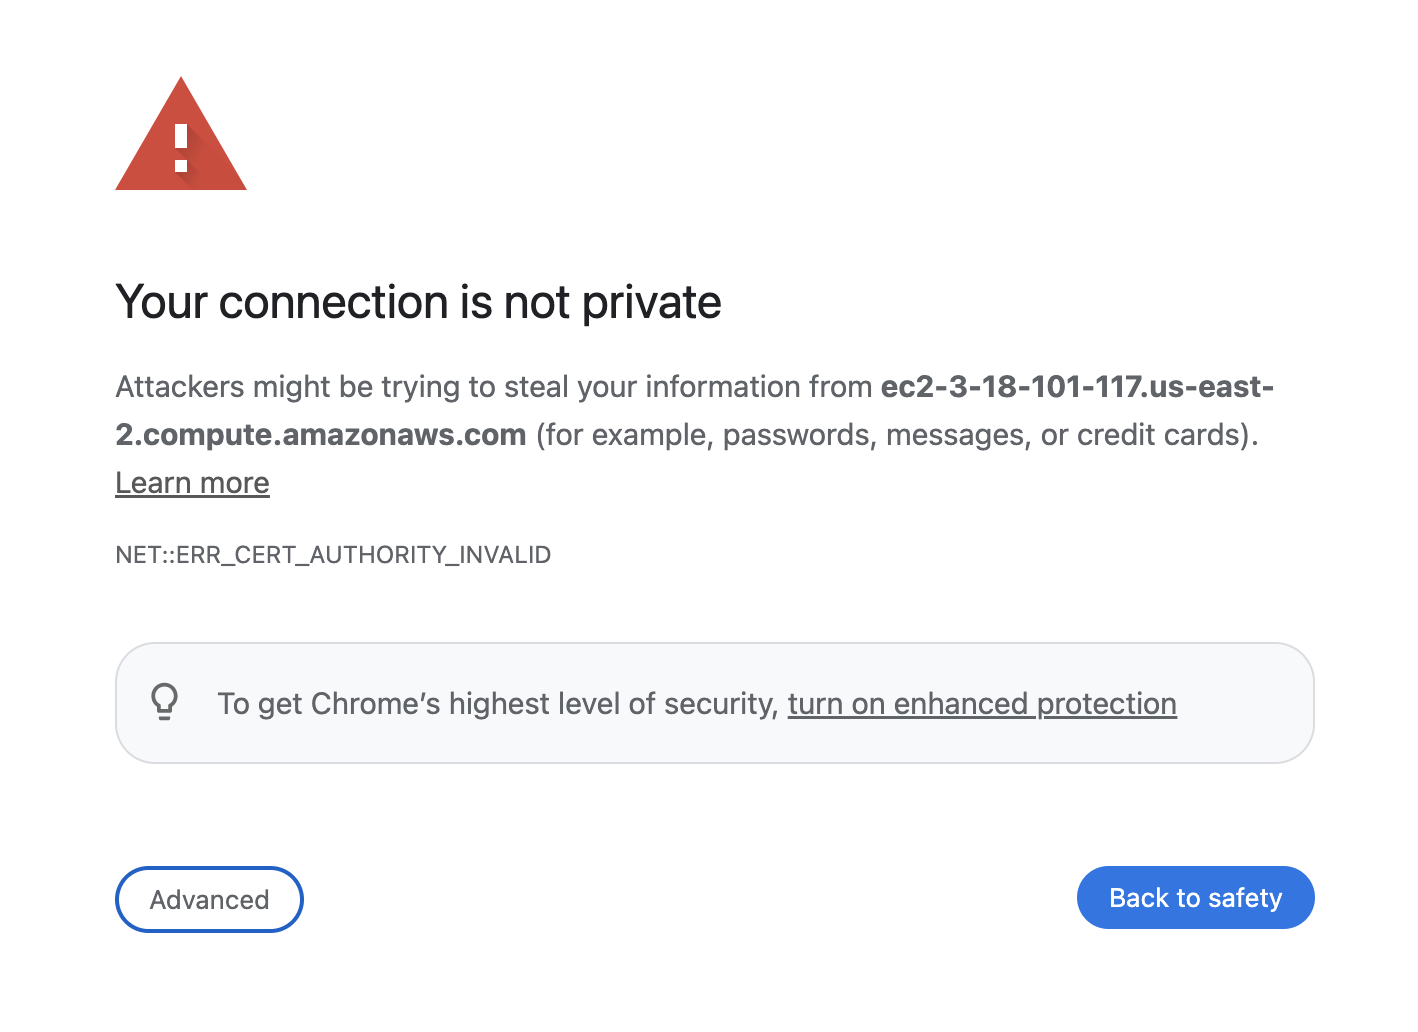 Your connection is not private
Attackers might be trying to steal your information from ec2-3-18-101-117.us-east-
2.compute.amazonaws.com (for example, passwords, messages, or credit cards).
Learn more
NET::ERR_CERT_AUTHORITY_INVALID
To get Chrome’s highest level of security, turn on enhanced protection
Advanced
Back to safety